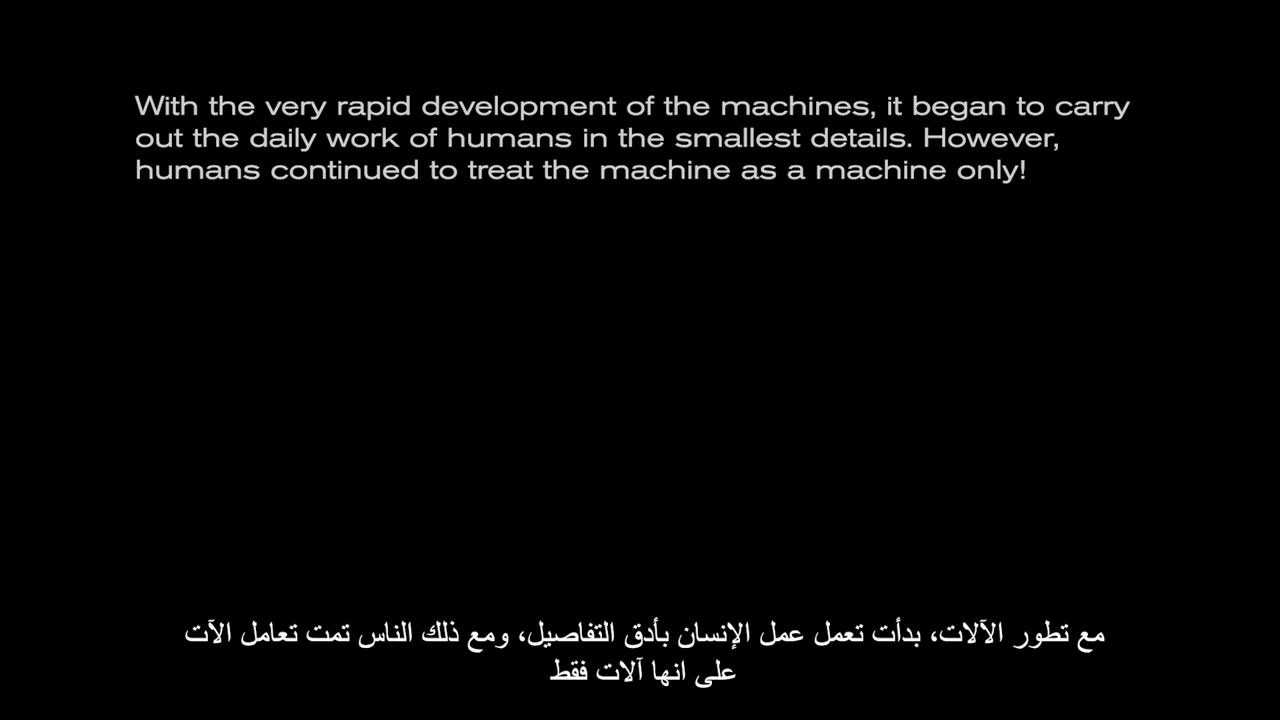 With the very rapid development of the machines, it began to carry
out the daily work of humans in the smallest details. However,
humans continued to treat the machine as a machine only!
مع تطور الآلات، بدأت تعمل عمل الإنسان بأدق التفاصيل، ومع ذلك الناس تمت تعامل الآت
على انها آلات فقط